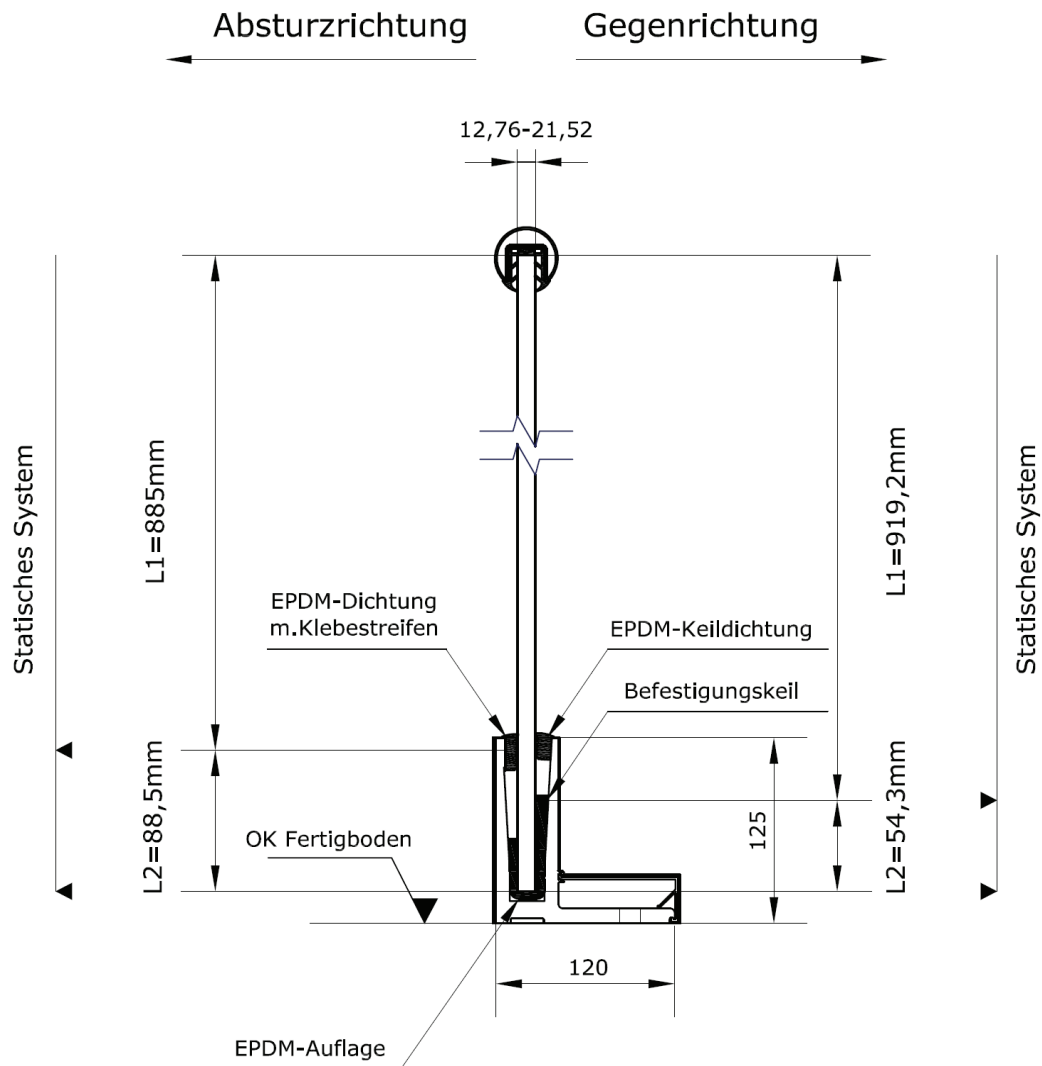 Absturzrichtung
Gegenrichtung
12,76-21,52
Statisches System
L1=885mm
L1=919,2mm
Statisches System
EPDM-Dichtung
m.Klebestreifen
EPDM-Keildichtung
Befestigungskeil
L2=88,5mm
OK Fertigboden
125
L2=54,3mm
120
EPDM-Auflage